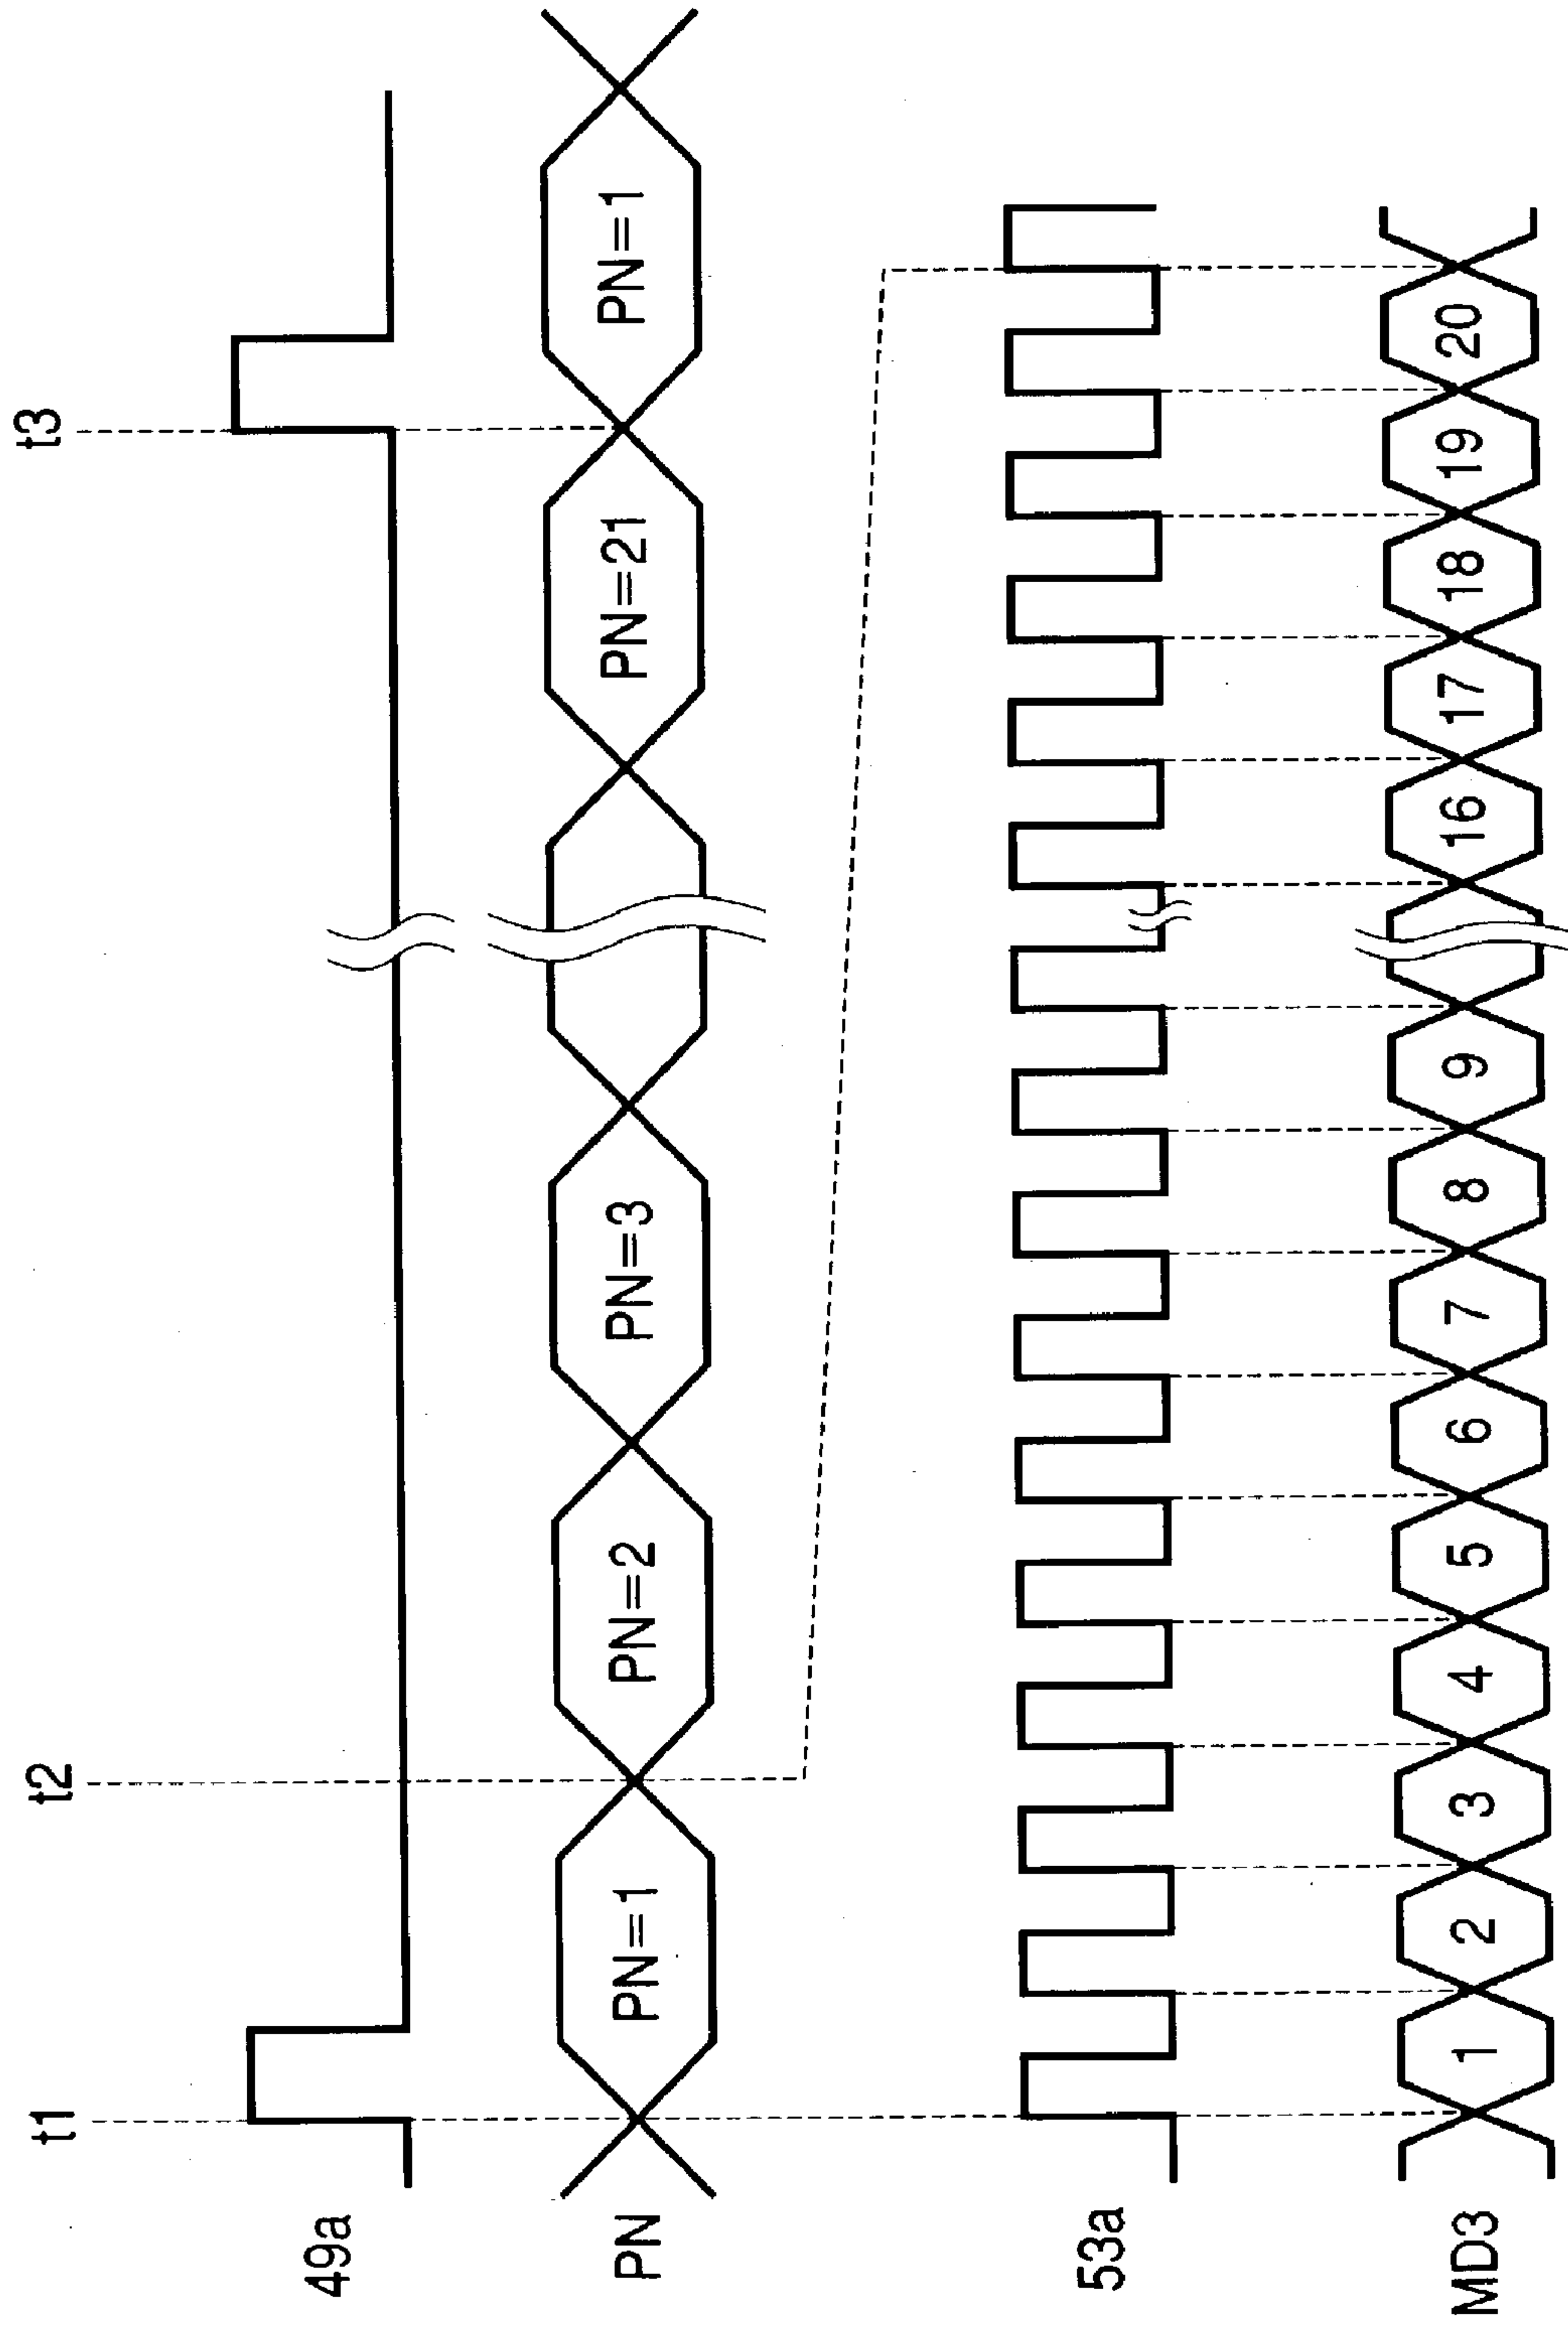 t1 t2 t3
49a
PN PN=1 PN=2 PN=3 PN=21 PN=1
53a
MD3 1 2 3 4 5 6 7 8 9 16 17 18 19 20